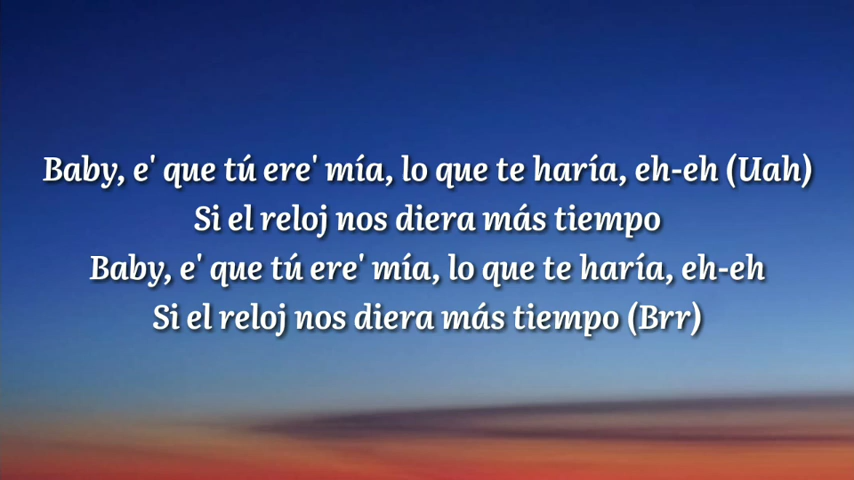 Baby, e' que tú ere' mía, lo que te haría, eh-eh (Uah)
Si el reloj nos diera más tiempo
Baby, e' que tú ere' mía, lo que te haría, eh-eh
Si el reloj nos diera más tiempo (Brr)